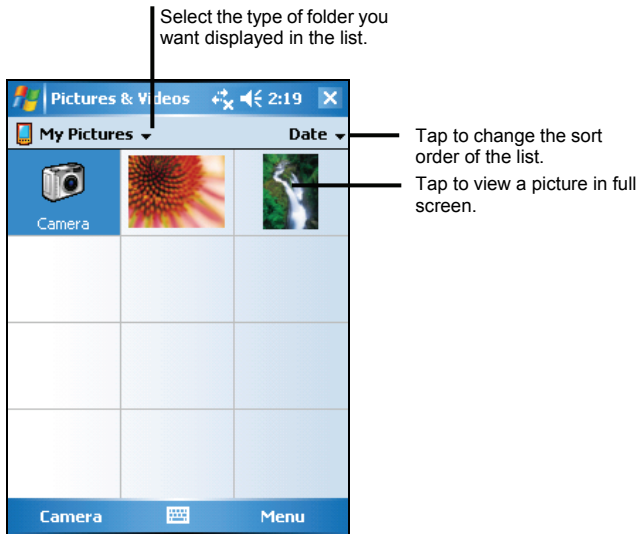 Select the type of folder you
want displayed in the list.
Pictures & Videos 2:19
My Pictures Date
Tap to change the sort
order of the list.
Tap to view a picture in full
screen.
Camera
Camera Menu